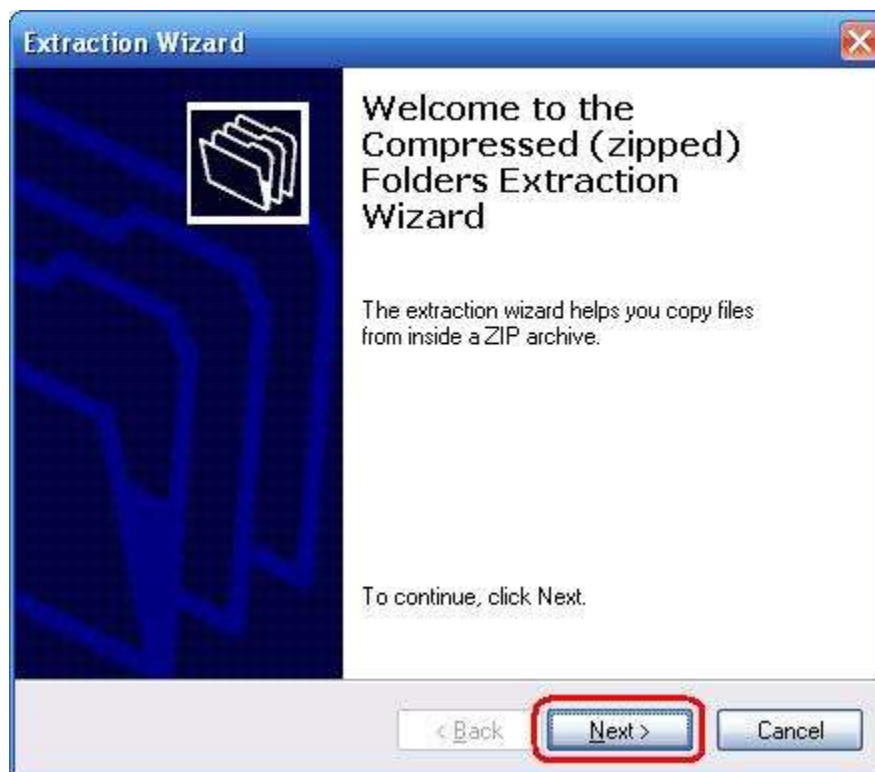 Extraction Wizard
Welcome to the
Compressed (zipped)
Folders Extraction
Wizard
The extraction wizard helps you copy files
from inside a ZIP archive.
To continue, click Next.
< Back Next > Cancel